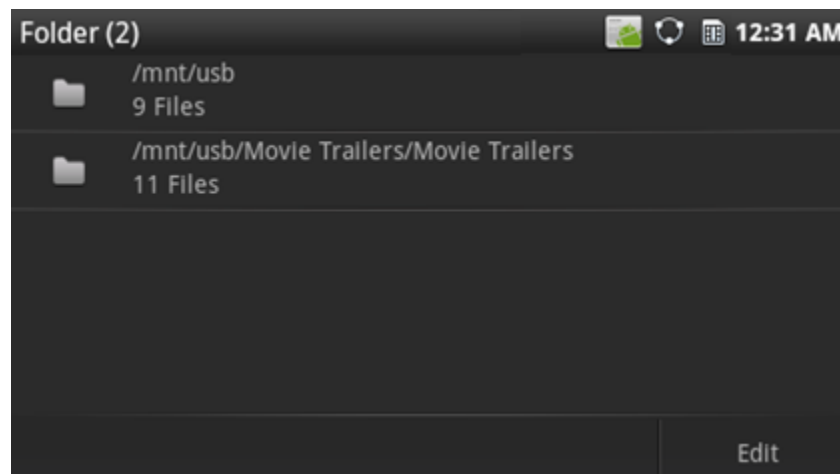 Folder (2)
12:31 AM
/mnt/usb
9 Files
/mnt/usb/Movie Trailers/Movie Trailers
11 Files
Edit